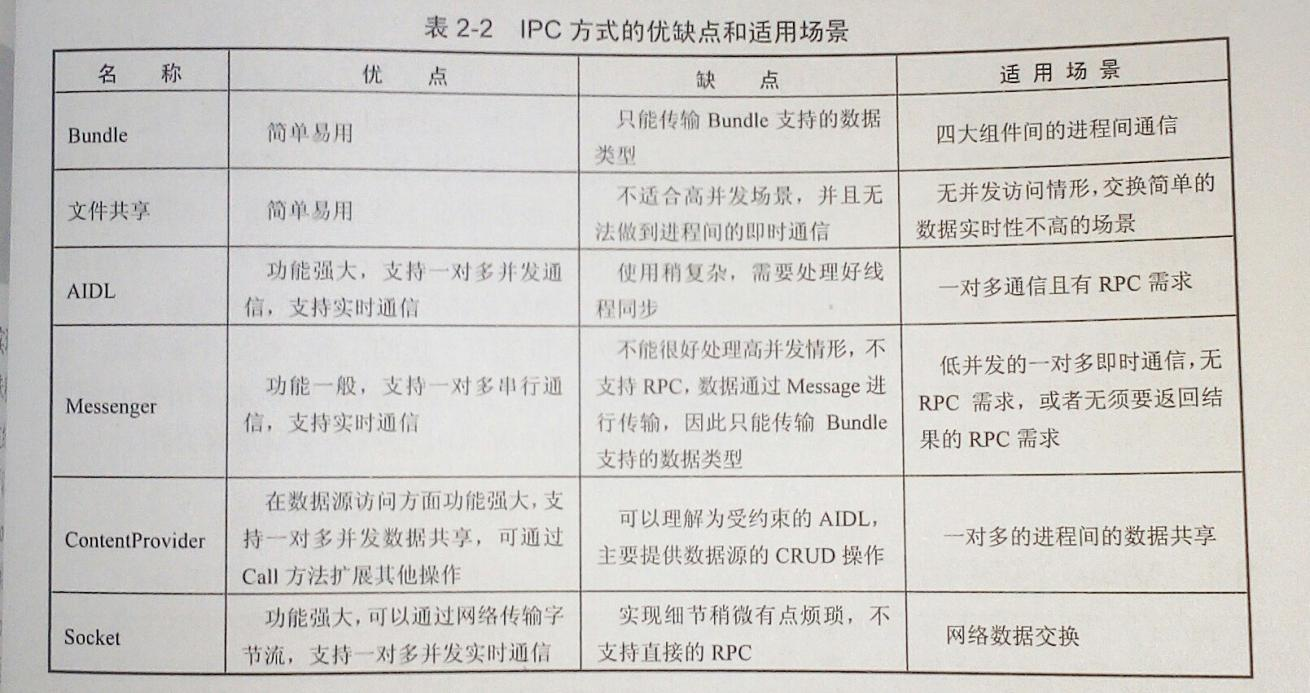 表 2-2 IPC 方式的优缺点和适用场景
名 称 优 点 缺 点 适 用 场 景
Bundle
简单易用
只能传输 Bundle 支持的数据
类型
四大组件间的进程间通信
文件共享
简单易用
不适合高并发场景，并且无
法做到进程间的即时通信
无并发访问情形，交换简单的
数据实时性不高的场景
AIDL
功能强大，支持一对多并发通
信，支持实时通信
使用稍复杂，需要处理好线
程同步
一对多通信且有 RPC 需求
Messenger
功能一般，支持一对多串行通
信，支持实时通信
不能很好处理高并发情形，不
支持 RPC，数据通过 Message 进
行传输，因此只能传输 Bundle
支持的数据类型
低并发的一对多即时通信，无
RPC 需求，或者无须要返回结
果的 RPC 需求
ContentProvider
在数据源访问方面功能强大，支
持一对多并发数据共享，可通过
Call 方法扩展其他操作
可以理解为受约束的 AIDL，
主要提供数据源的 CRUD 操作
一对多的进程间的数据共享
Socket
功能强大，可以通过网络传输字
节流，支持一对多并发实时通信
实现细节稍微有点烦琐，不
支持直接的 RPC
网络数据交换